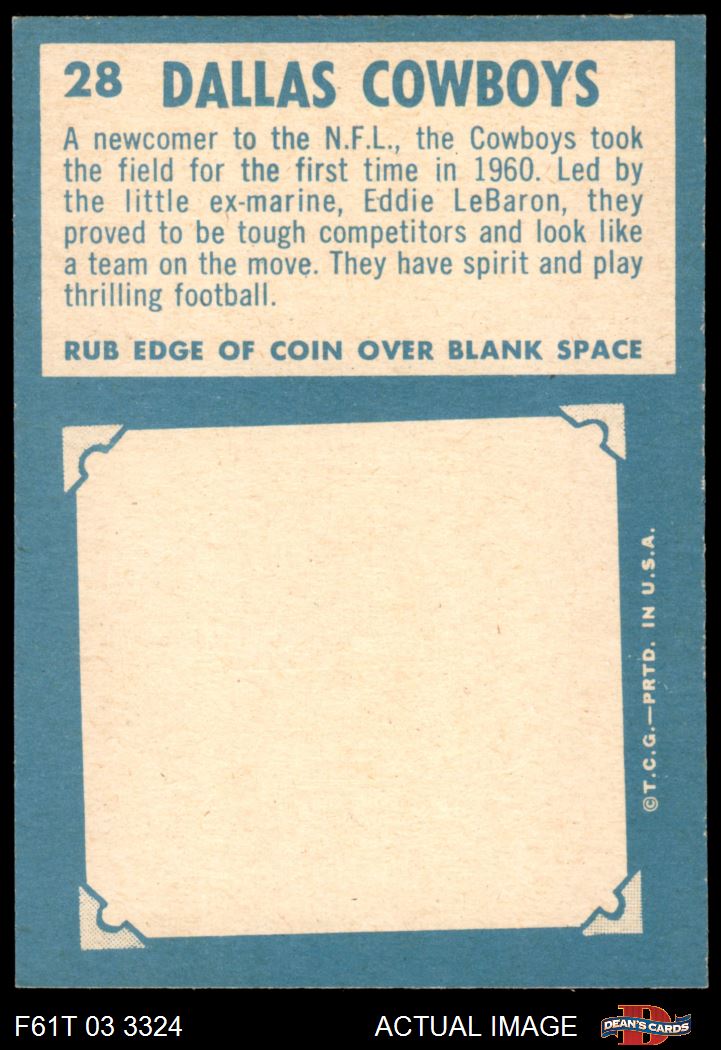 28 DALLAS COWBOYS
A newcomer to the N.F.L., the Cowboys took
the field for the first time in 1960. Led by
the little ex-marine, Eddie LeBaron, they
proved to be tough competitors and look like
a team on the move. They have spirit and play
thrilling football.
RUB EDGE OF COIN OVER BLANK SPACE
©T.C.G.—PRTD. IN U.S.A.
F61T 03 3324
ACTUAL IMAGE
DEAN'S CARDS